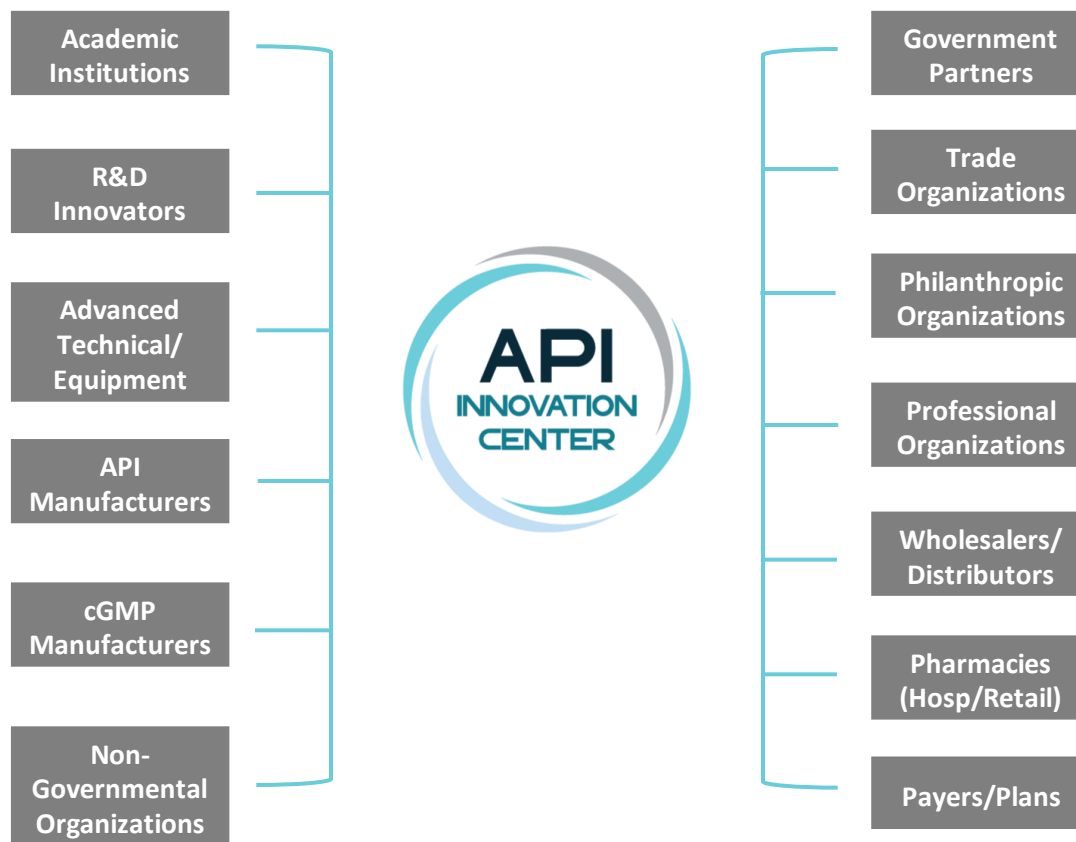 Academic
Institutions
R&D
Innovators
Advanced
Technical/
Equipment
API
Manufacturers
cGMP
Manufacturers
Non-
Governmental
Organizations
API
INNOVATION
CENTER
Government
Partners
Trade
Organizations
Philanthropic
Organizations
Professional
Organizations
Wholesalers/
Distributors
Pharmacies
(Hosp/Retail)
Payers/Plans